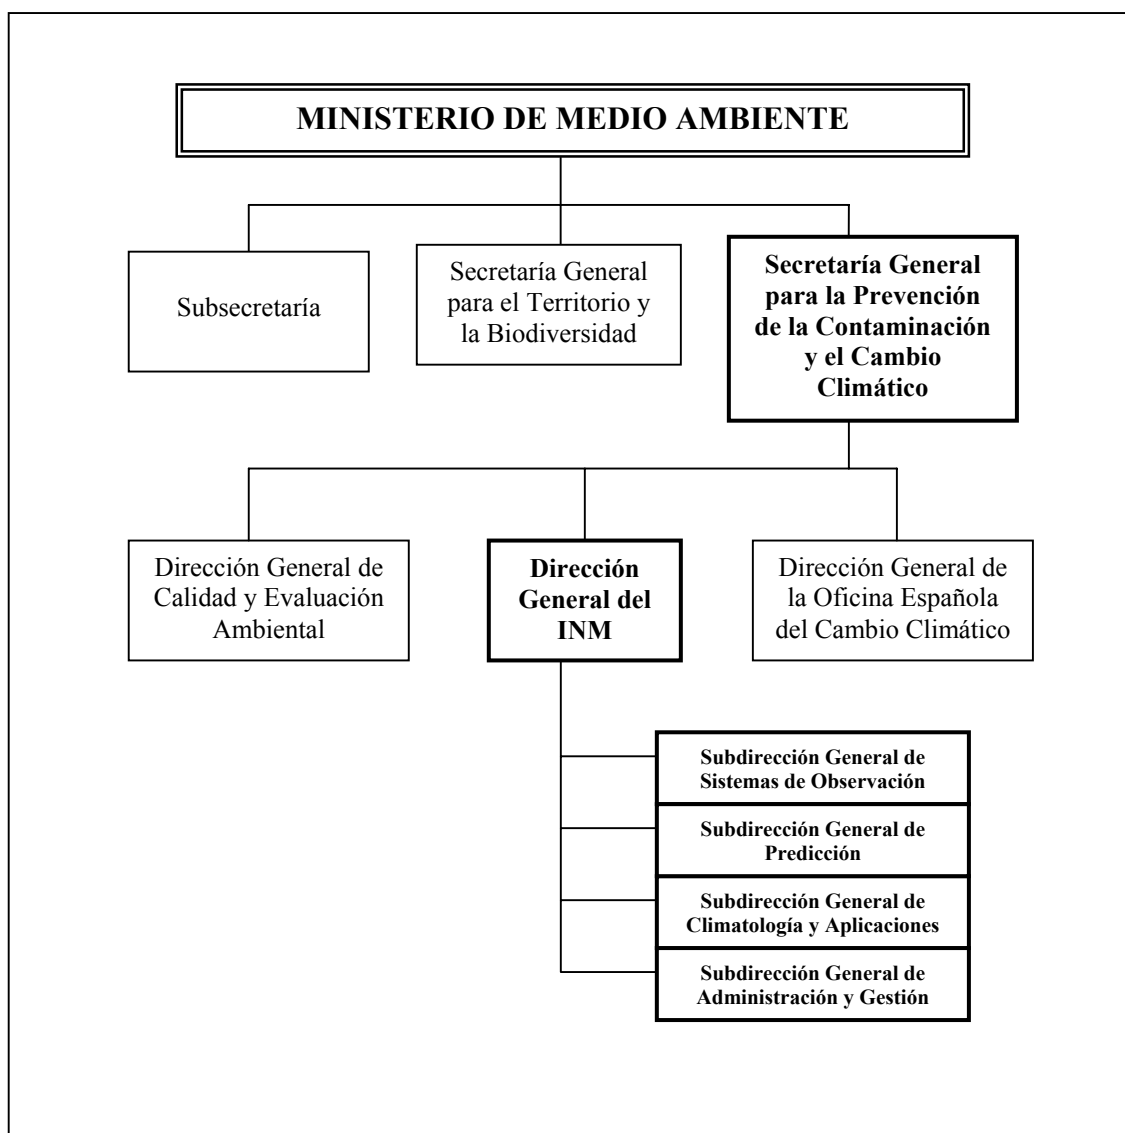 MINISTERIO DE MEDIO AMBIENTE
Subsecretaría
Secretaría General
para el Territorio y
la Biodiversidad
Secretaría General
para la Prevención
de la Contaminación
y el Cambio
Climático
Dirección General de
Calidad y Evaluación
Ambiental
Dirección
General del
INM
Dirección General de
la Oficina Española
del Cambio Climático
Subdirección General de
Sistemas de Observación
Subdirección General de
Predicción
Subdirección General de
Climatología y Aplicaciones
Subdirección General de
Administración y Gestión